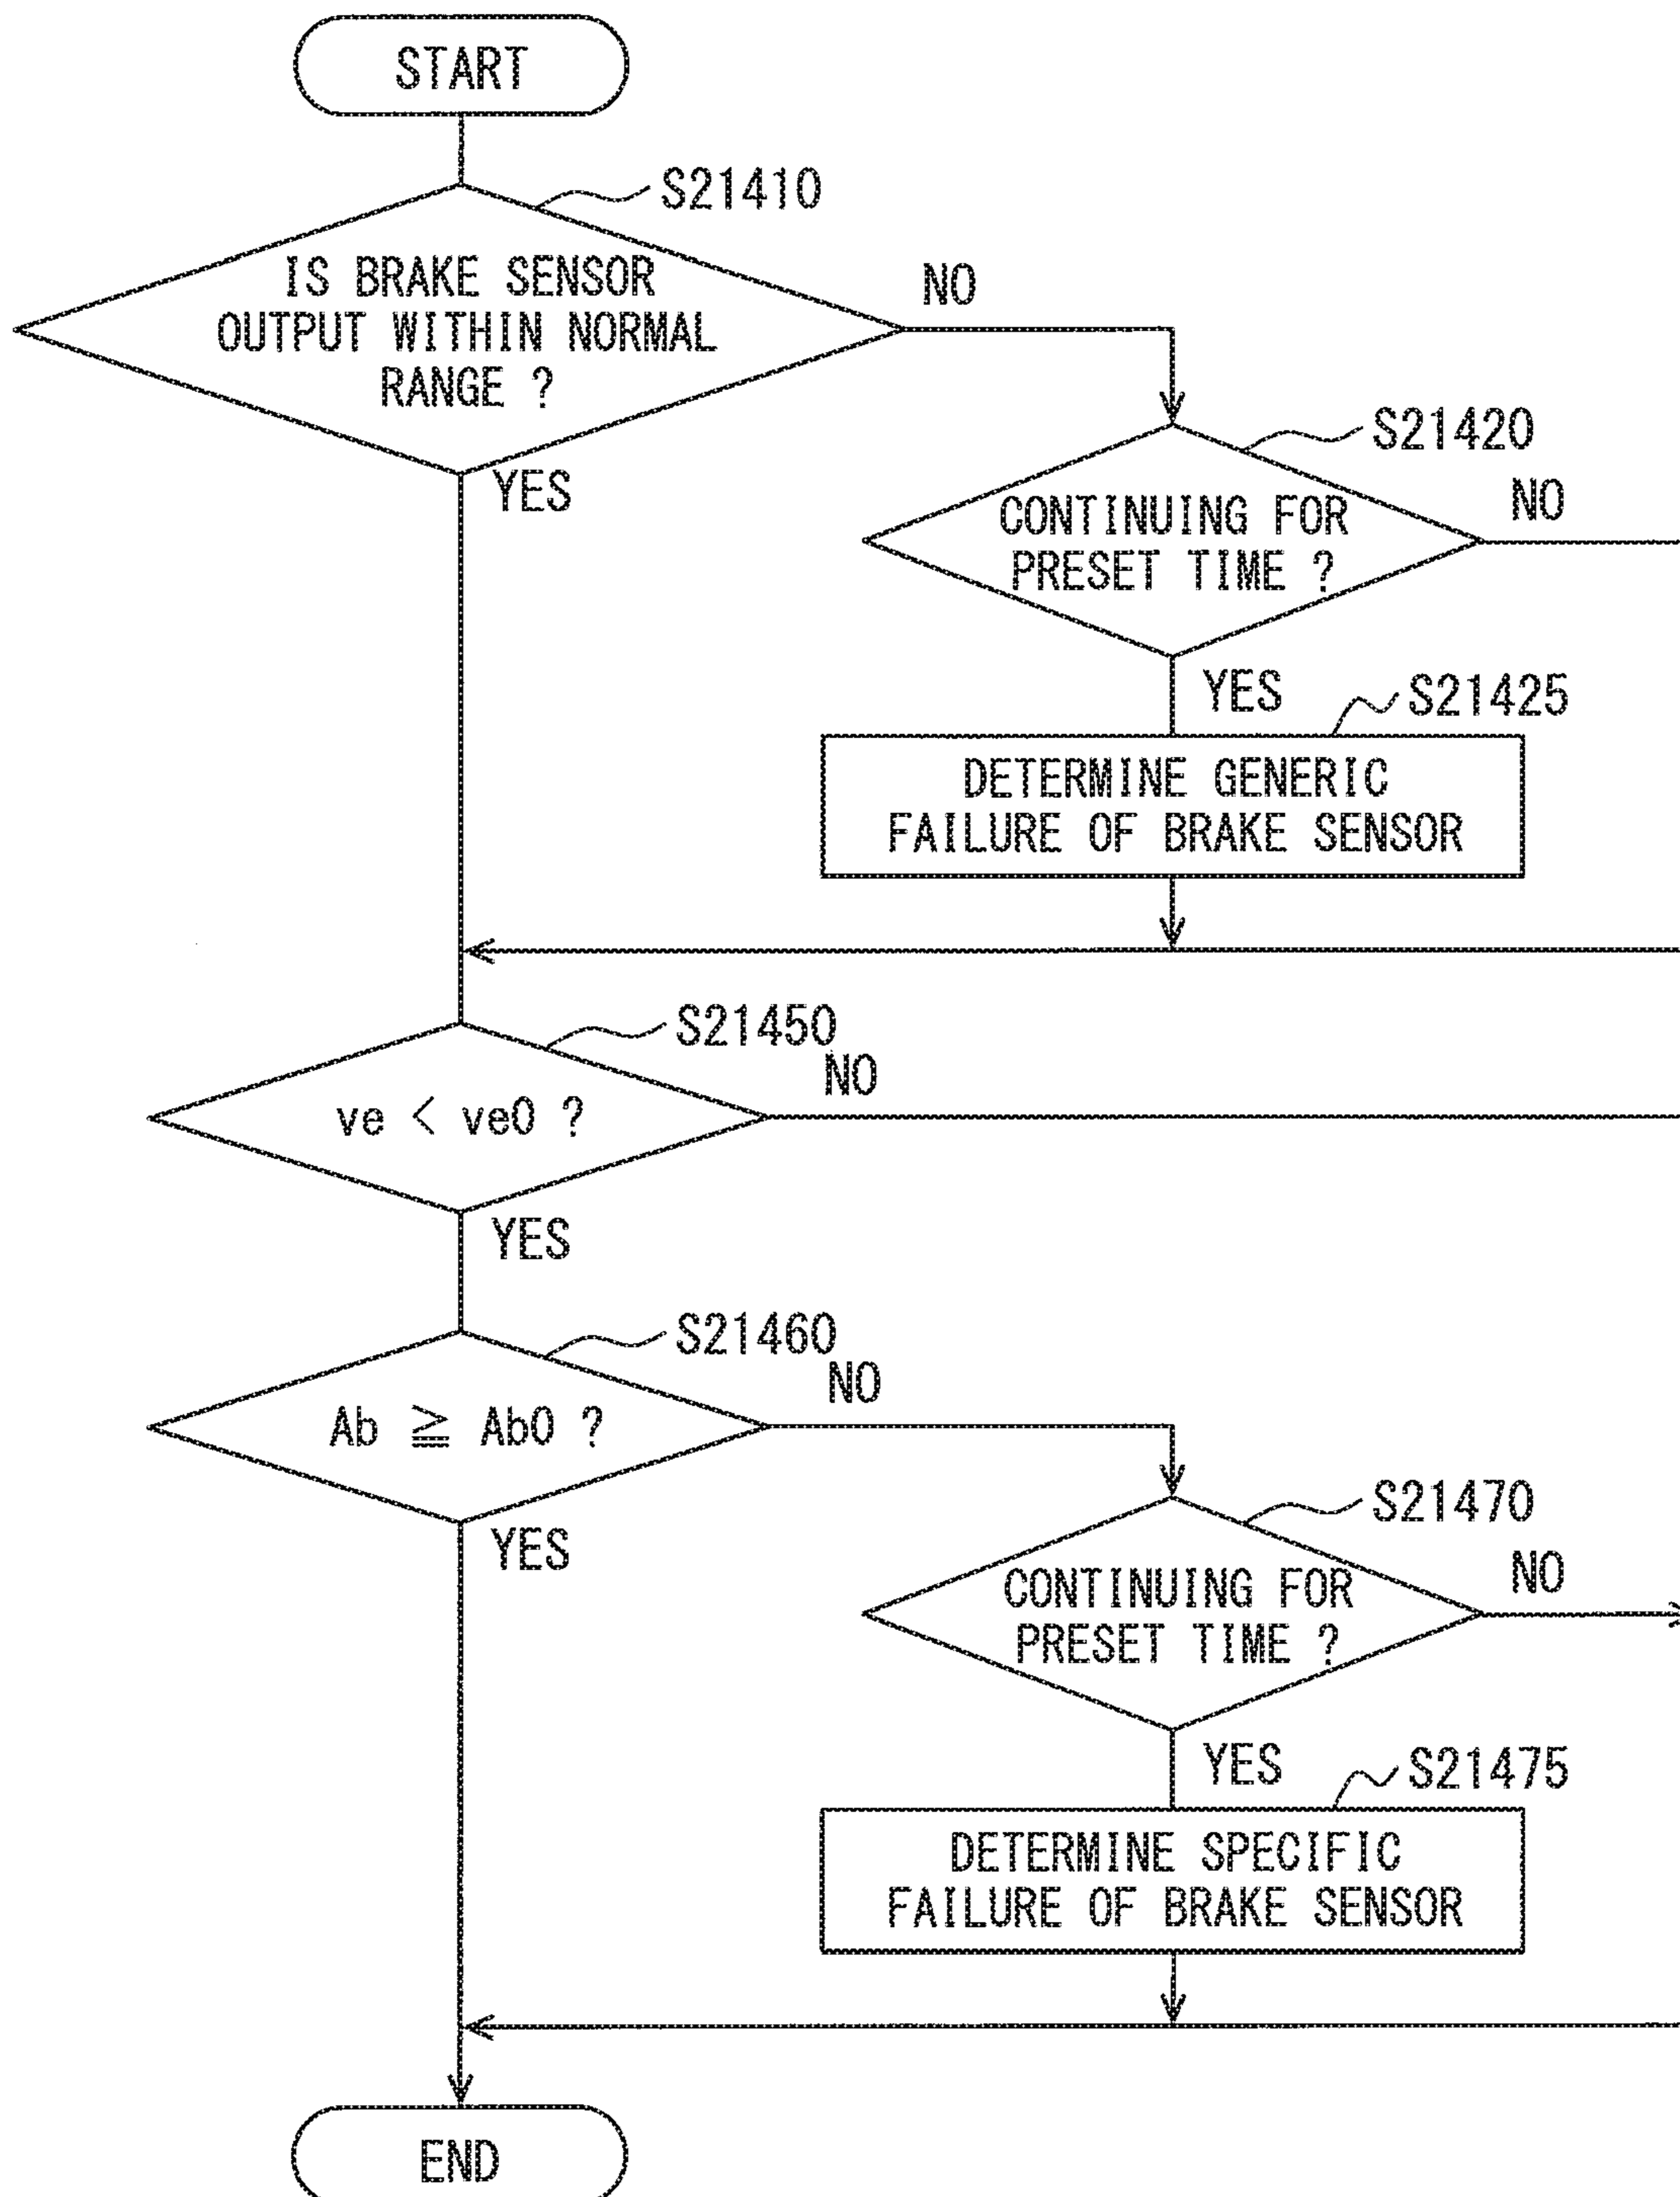 START
S21410
IS BRAKE SENSOR
OUTPUT WITHIN NORMAL
RANGE ?
NO
YES
S21420
CONTINUING FOR
PRESET TIME ?
NO
YES
S21425
DETERMINE GENERIC
FAILURE OF BRAKE SENSOR
S21450
ve < ve0 ?
NO
YES
S21460
Ab ≧ Ab0 ?
NO
YES
S21470
CONTINUING FOR
PRESET TIME ?
NO
YES
S21475
DETERMINE SPECIFIC
FAILURE OF BRAKE SENSOR
END